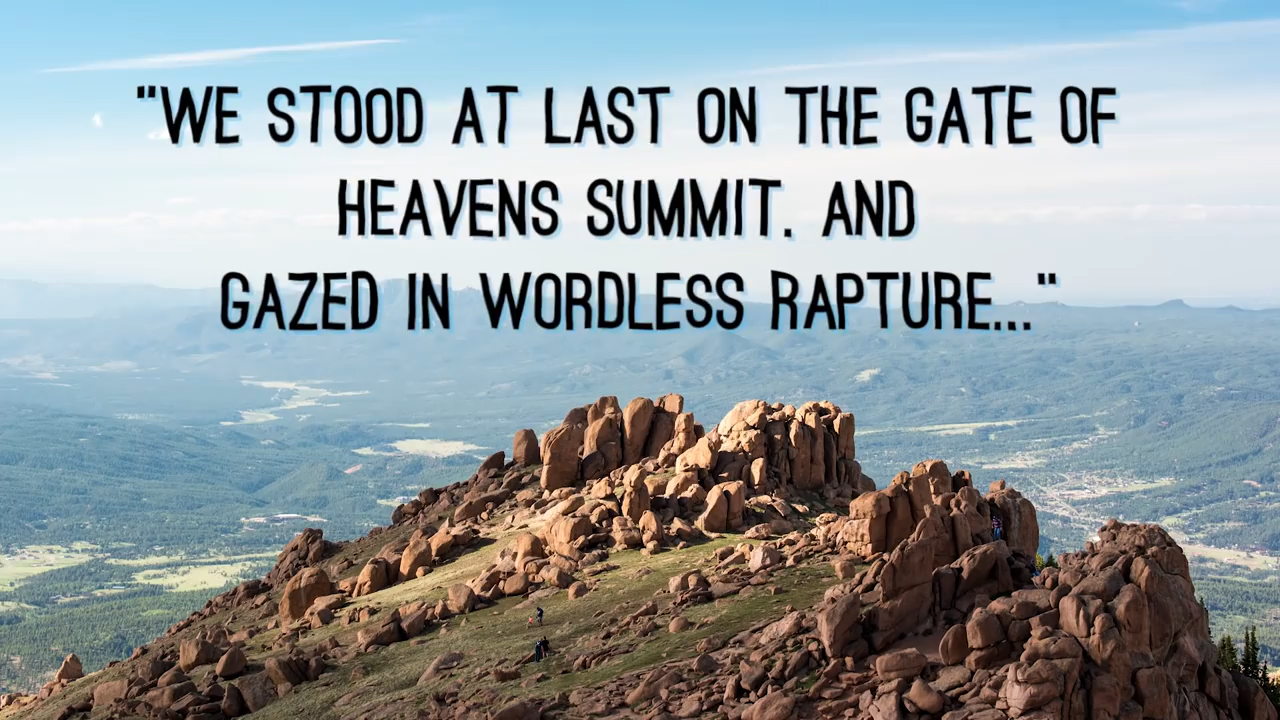 "WE STOOD AT LAST ON THE GATE OF
HEAVENS SUMMIT. AND
GAZED IN WORDLESS RAPTURE..."